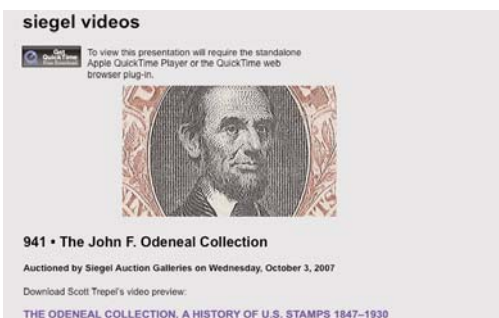 siegel videos
Get
QuickTime
To view this presentation will require the standalone
Apple QuickTime Player or the QuickTime web
browser plug-in.
941 • The John F. Odeneal Collection
Auctioned by Siegel Auction Galleries on Wednesday, October 3, 2007
Download Scott Trepel's video preview:
THE ODENEAL COLLECTION, A HISTORY OF U.S. STAMPS 1847–1930